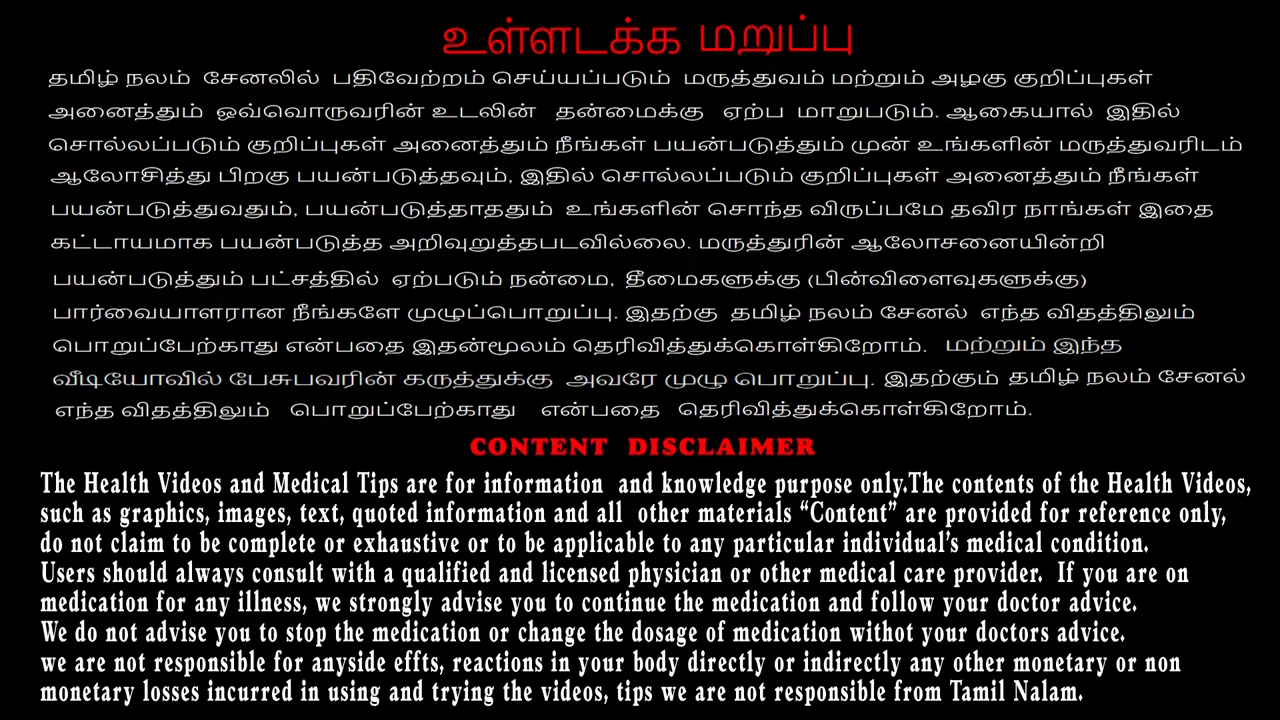 உள்ளடக்க மறுப்பு
தமிழ் நலம் சேனலில் பதிவேற்றம் செய்யப்படும் மருத்துவம் மற்றும் அழகு குறிப்புகள்
அனைத்தும் ஒவ்வொருவரின் உடலின் தன்மைக்கு ஏற்ப மாறுபடும். ஆகையால் இதில்
சொல்லப்படும் குறிப்புகள் அனைத்தும் நீங்கள் பயன்படுத்தும் முன் உங்களின் மருத்துவரிடம்
ஆலோசித்து பிறகு பயன்படுத்தவும், இதில் சொல்லப்படும் குறிப்புகள் அனைத்தும் நீங்கள்
பயன்படுத்துவதும், பயன்படுத்தாததும் உங்களின் சொந்த விருப்பமே தவிர நாங்கள் இதை
கட்டாயமாக பயன்படுத்த அறிவுறுத்தபடவில்லை. மருத்துரின் ஆலோசனையின்றி
பயன்படுத்தும் பட்சத்தில் ஏற்படும் நன்மை, தீமைகளுக்கு (பின்விளைவுகளுக்கு)
பார்வையாளரான நீங்களே முழுப்பொறுப்பு. இதற்கு தமிழ் நலம் சேனல் எந்த விதத்திலும்
பொறுப்பேற்காது என்பதை இதன்மூலம் தெரிவித்துக்கொள்கிறோம். மற்றும் இந்த
வீடியோவில் பேசுபவரின் கருத்துக்கு அவரே முழு பொறுப்பு. இதற்கும் தமிழ் நலம் சேனல்
எந்த விதத்திலும் பொறுப்பேற்காது என்பதை தெரிவித்துக்கொள்கிறோம்.
CONTENT DISCLAIMER
The Health Videos and Medical Tips are for information and knowledge purpose only.The contents of the Health Videos,
such as graphics, images, text, quoted information and all other materials “Content” are provided for reference only,
do not claim to be complete or exhaustive or to be applicable to any particular individual’s medical condition.
Users should always consult with a qualified and licensed physician or other medical care provider. If you are on
medication for any illness, we strongly advise you to continue the medication and follow your doctor advice.
We do not advise you to stop the medication or change the dosage of medication withot your doctors advice.
we are not responsible for anyside effts, reactions in your body directly or indirectly any other monetary or non
monetary losses incurred in using and trying the videos, tips we are not responsible from Tamil Nalam.